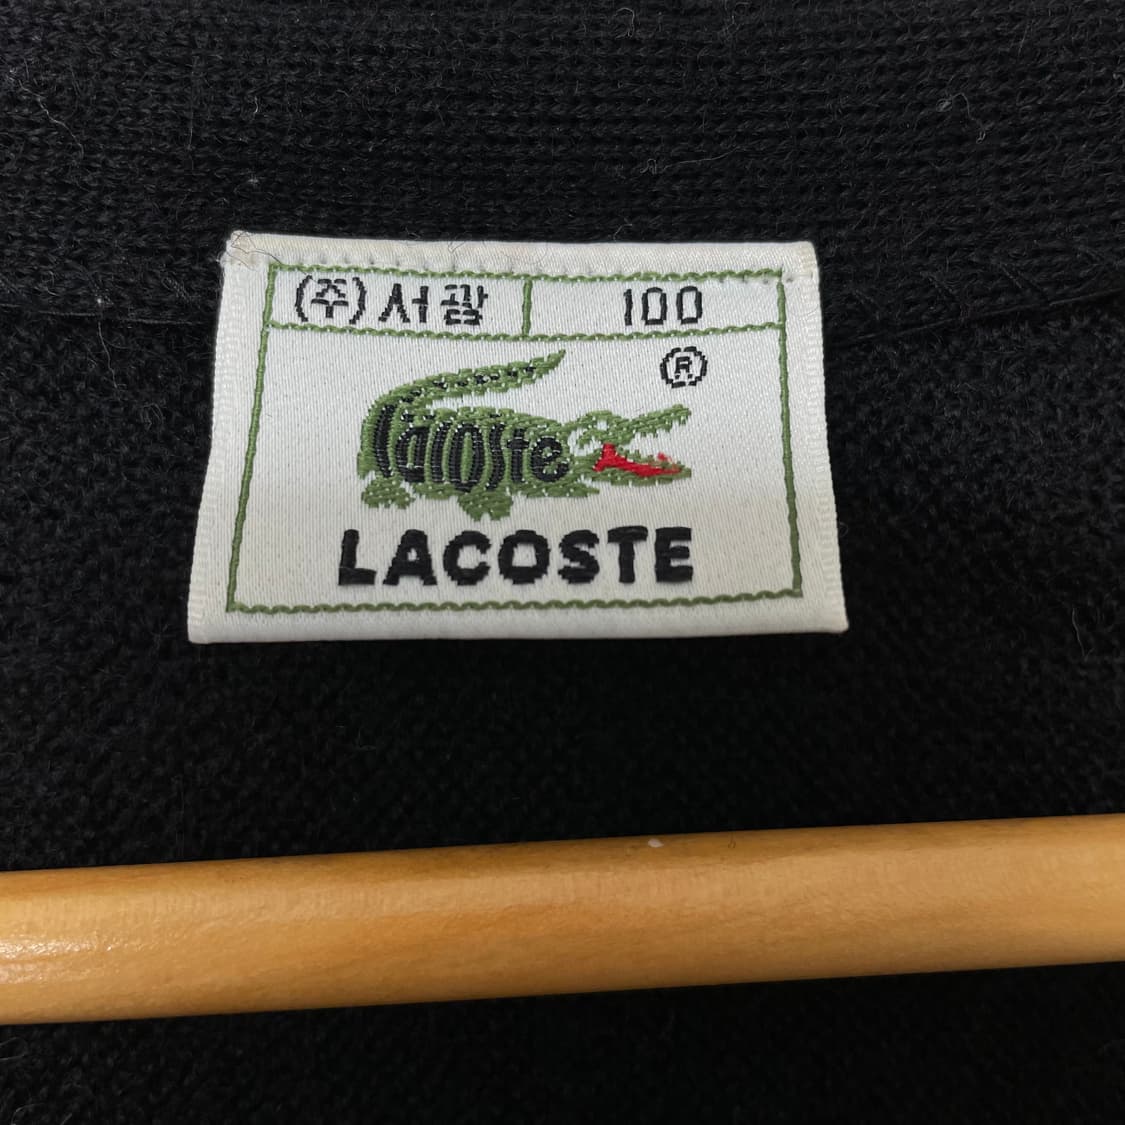 (주)서광 100
®
Lacoste
LACOSTE